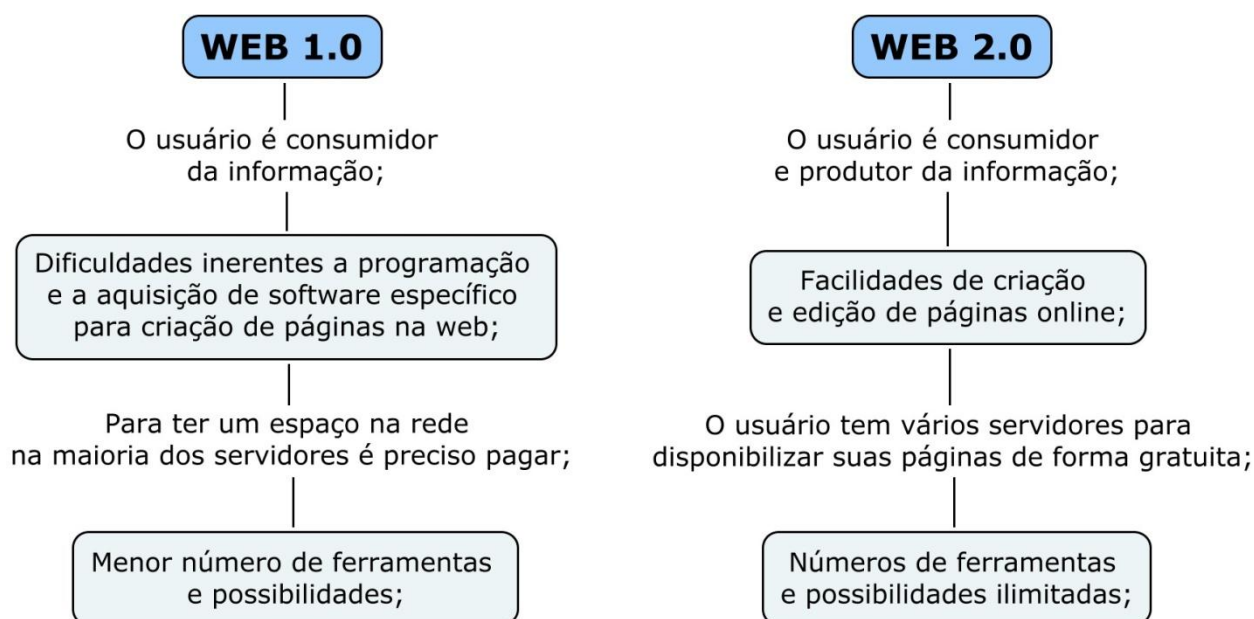 WEB 1.0
O usuário é consumidor
da informação;
Dificuldades inerentes a programação
e a aquisição de software específico
para criação de páginas na web;
Para ter um espaço na rede
na maioria dos servidores é preciso pagar;
Menor número de ferramentas
e possibilidades;
WEB 2.0
O usuário é consumidor
e produtor da informação;
Facilidades de criação
e edição de páginas online;
O usuário tem vários servidores para
disponibilizar suas páginas de forma gratuita;
Números de ferramentas
e possibilidades ilimitadas;